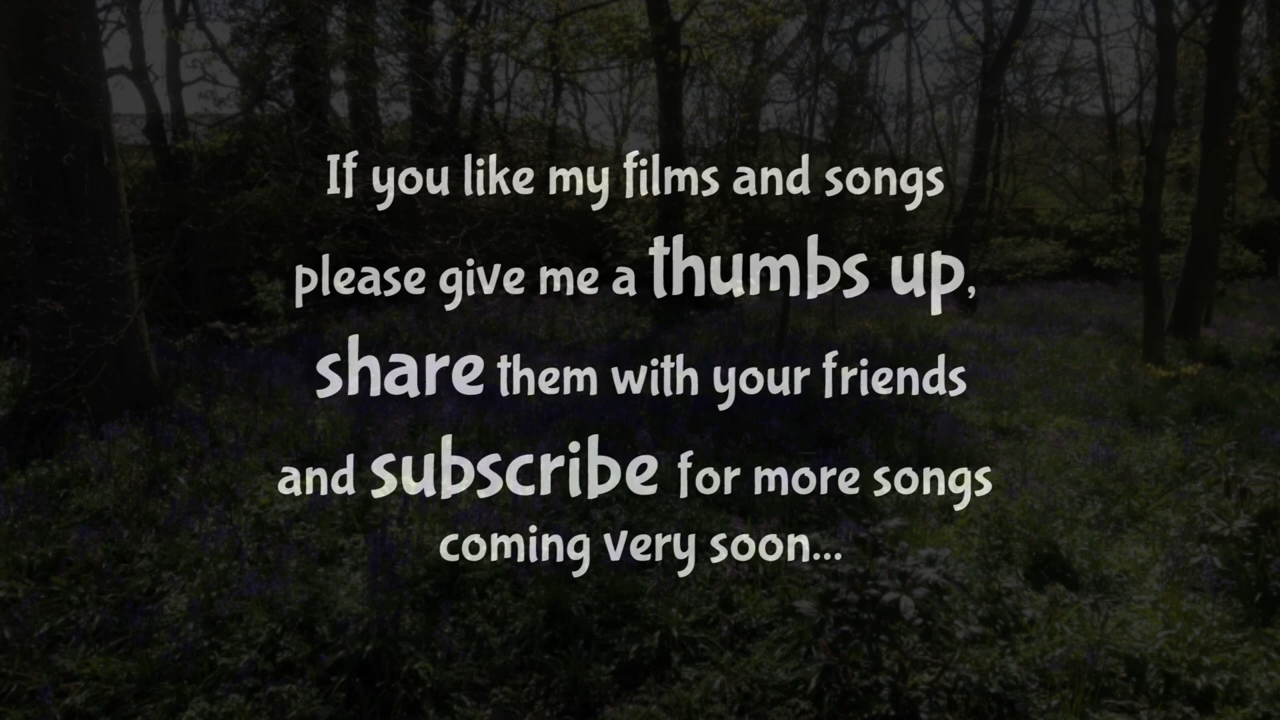 If you like my films and songs
please give me a thumbs up,
share them with your friends
and subscribe for more songs
coming very soon...